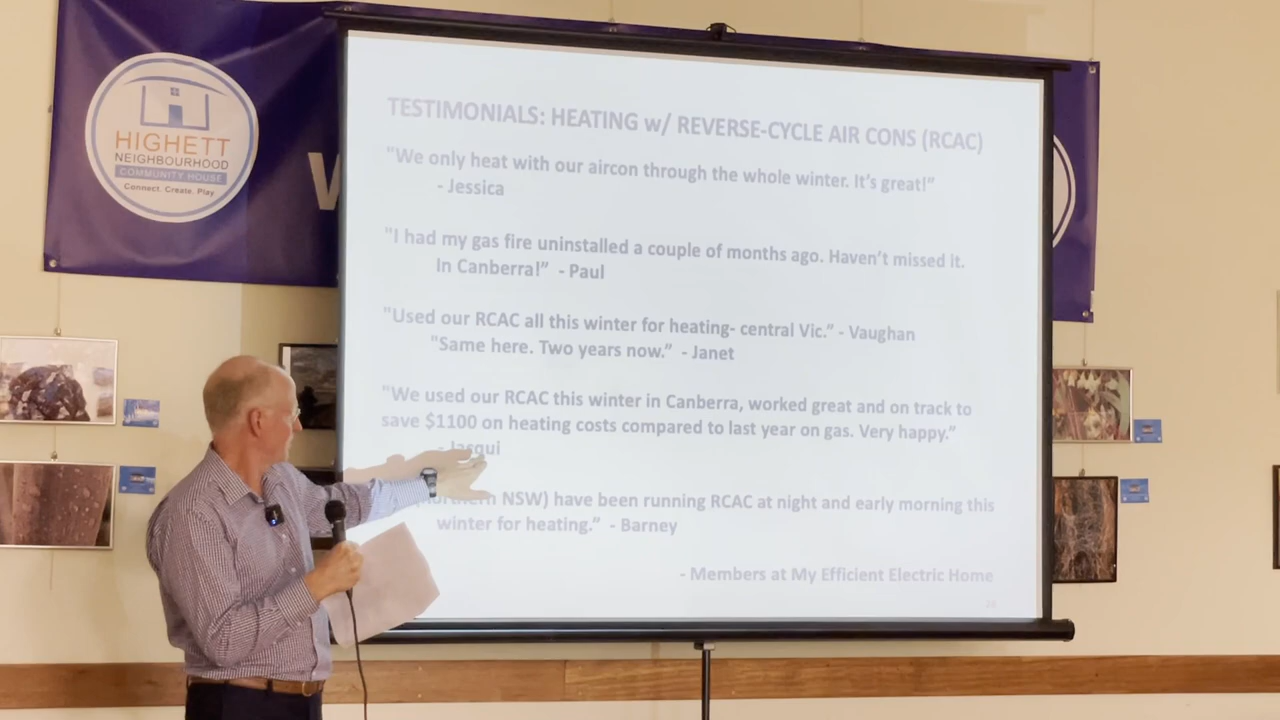 HIGHETT
NEIGHBOURHOOD
COMMUNITY HOUSE
Connect. Create. Play
TESTIMONIALS: HEATING w/ REVERSE-CYCLE AIR CONS (RCAC)
"We only heat with our aircon through the whole winter. It's great!"
- Jessica
"I had my gas fire uninstalled a couple of months ago. Haven't missed it.
In Canberra!" - Paul
"Used our RCAC all this winter for heating- central Vic." - Vaughan
"Same here. Two years now." - Janet
"We used our RCAC this winter in Canberra, worked great and on track to
save $1100 on heating costs compared to last year on gas. Very happy."
- Jacqui
NSW) have been running RCAC at night and early morning this
winter for heating." - Barney
- Members at My Efficient Electric Home